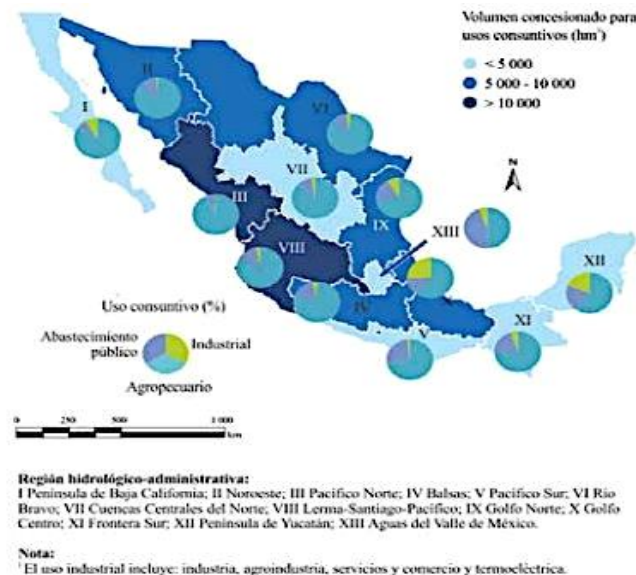 Volumen concesionado para
usos consuntivos (hm³)
< 5 000
5 000 - 10 000
> 10 000
N
I
II
VI
VII
III
IX
XIII
VIII
XII
IV
V
XI
Uso consuntivo (%)
Abastecimiento
público
Industrial
Agropecuario
0 250 500 1 000
km
Región hidrológico-administrativa:
I Península de Baja California; II Noroeste; III Pacífico Norte; IV Balsas; V Pacífico Sur; VI Río
Bravo; VII Cuencas Centrales del Norte; VIII Lerma-Santiago-Pacífico; IX Golfo Norte; X Golfo
Centro; XI Frontera Sur; XII Península de Yucatán; XIII Aguas del Valle de México.
Nota:
¹ El uso industrial incluye: industria, agroindustria, servicios y comercio y termoeléctrica.